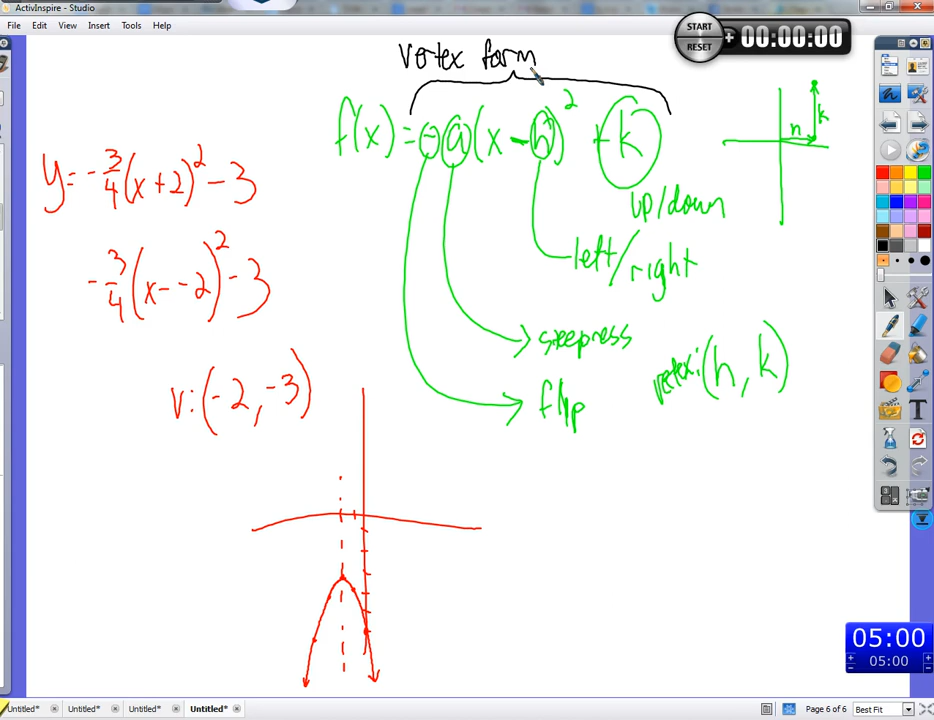 ActivInspire - Studio
File Edit View Insert Tools Help
START
RESET
00:00:00
vertex form
f(x) = -a(x - h)² + k
up/down
left/right
steepness
flip
vertex: (h, k)
h
k
y = -3/4(x + 2)² - 3
-3/4(x - -2)² - 3
v: (-2, -3)
05:00
05:00
Untitled* Untitled* Untitled* Untitled*
Page 6 of 6 Best Fit